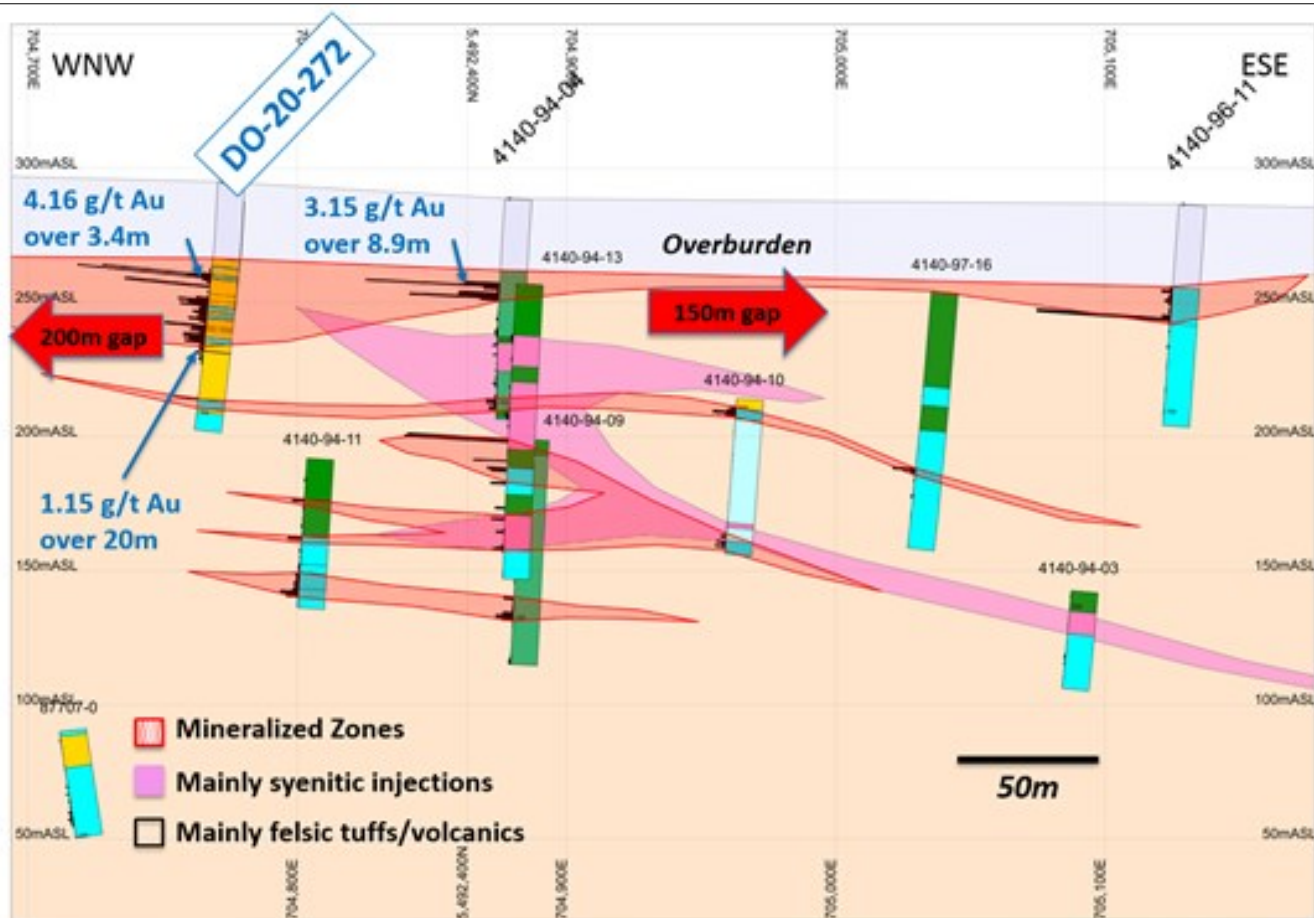 704,700E
5,492,400N
704,900E
705,000E
705,100E
WNW
ESE
DO-20-272
4140-94-04
4140-96-11
300mASL
300mASL
4.16 g/t Au
over 3.4m
3.15 g/t Au
over 8.9m
Overburden
4140-94-13
4140-97-16
250mASL
250mASL
200m gap
150m gap
4140-94-10
200mASL
200mASL
4140-94-09
4140-94-11
1.15 g/t Au
over 20m
150mASL
150mASL
4140-94-03
100mASL
100mASL
87707-0
Mineralized Zones
Mainly syenitic injections
Mainly felsic tuffs/volcanics
50m
50mASL
50mASL
704,800E
5,492,400N
704,900E
705,000E
705,100E